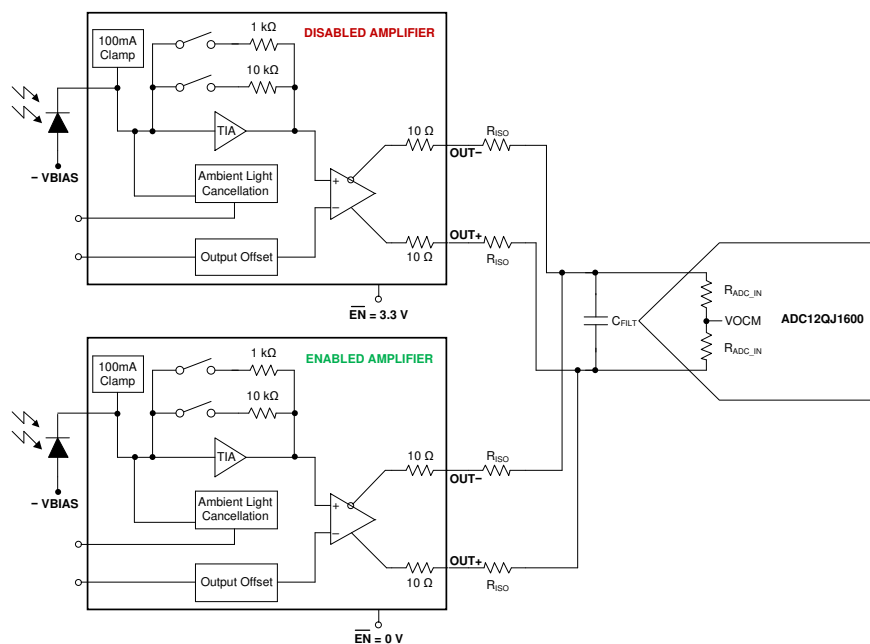 DISABLED AMPLIFIER
100mA
Clamp
1 kΩ
10 kΩ
TIA
− VBIAS
Ambient Light
Cancellation
Output Offset
+
−
10 Ω
OUT−
RISO
10 Ω
OUT+
RISO
EN = 3.3 V
CFILT
RADC_IN
VOCM
RADC_IN
ADC12QJ1600
ENABLED AMPLIFIER
100mA
Clamp
1 kΩ
10 kΩ
TIA
− VBIAS
Ambient Light
Cancellation
Output Offset
+
−
10 Ω
OUT−
RISO
10 Ω
OUT+
RISO
EN = 0 V